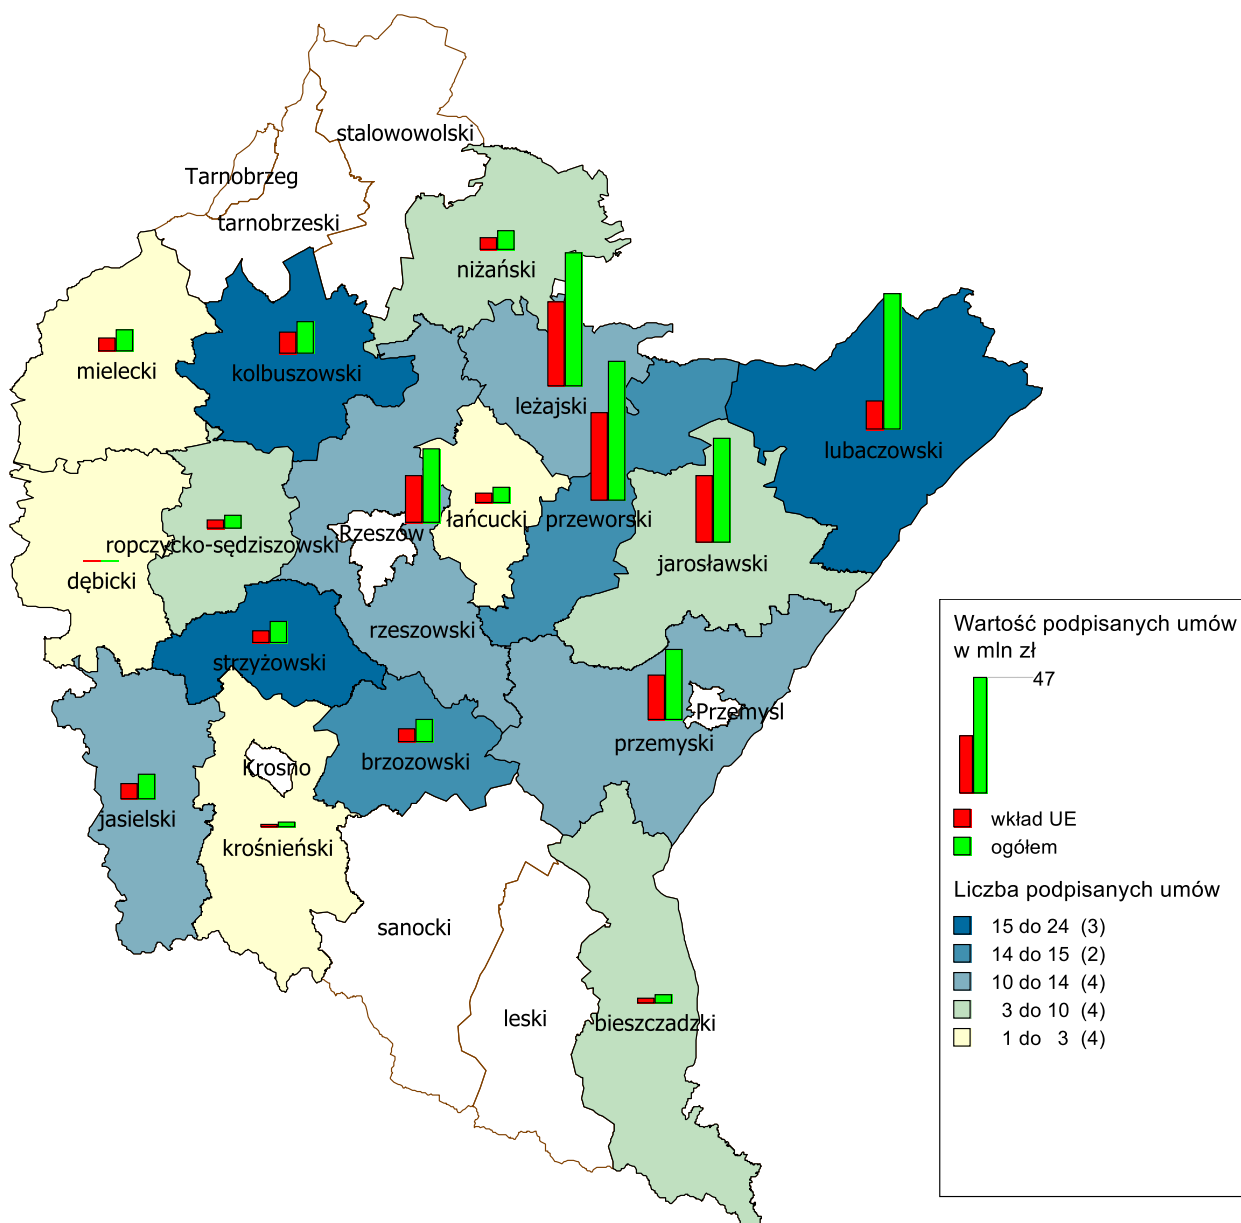 stalowowolski
Tarnobrzeg
tarnobrzeski
niżański
mielecki
kolbuszowski
leżajski
lubaczowski
łańcucki
przeworski
Rzeszów
ropczycko-sędziszowski
jarosławski
dębicki
rzeszowski
strzyżowski
Przemysl
przemyski
brzozowski
Krosno
jasielski
krośnieński
sanocki
leski
bieszczadzki
Wartość podpisanych umów
w mln zł
47
wkład UE
ogółem
Liczba podpisanych umów
15 do 24 (3)
14 do 15 (2)
10 do 14 (4)
3 do 10 (4)
1 do 3 (4)